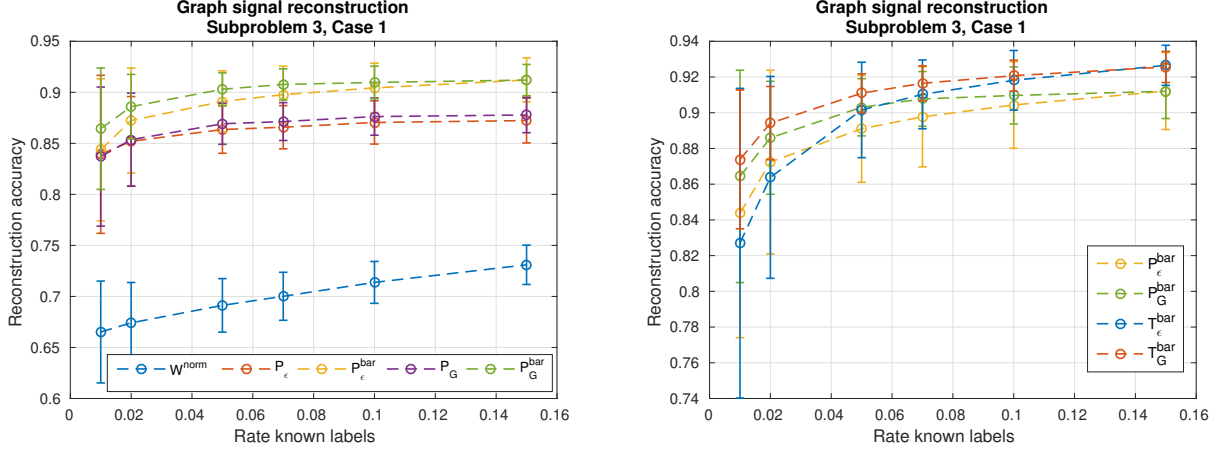 Graph signal reconstruction
Subproblem 3, Case 1
0.95
0.9
0.85
0.8
0.75
0.7
0.65
0.6
Reconstruction accuracy
W^norm P_ϵ P_ϵ^bar P_G P_G^bar
0 0.02 0.04 0.06 0.08 0.1 0.12 0.14 0.16
Rate known labels
Graph signal reconstruction
Subproblem 3, Case 1
0.94
0.92
0.9
0.88
0.86
0.84
0.82
0.8
0.78
0.76
0.74
Reconstruction accuracy
P_ϵ^bar
P_G^bar
T_ϵ^bar
T_G^bar
0 0.02 0.04 0.06 0.08 0.1 0.12 0.14 0.16
Rate known labels